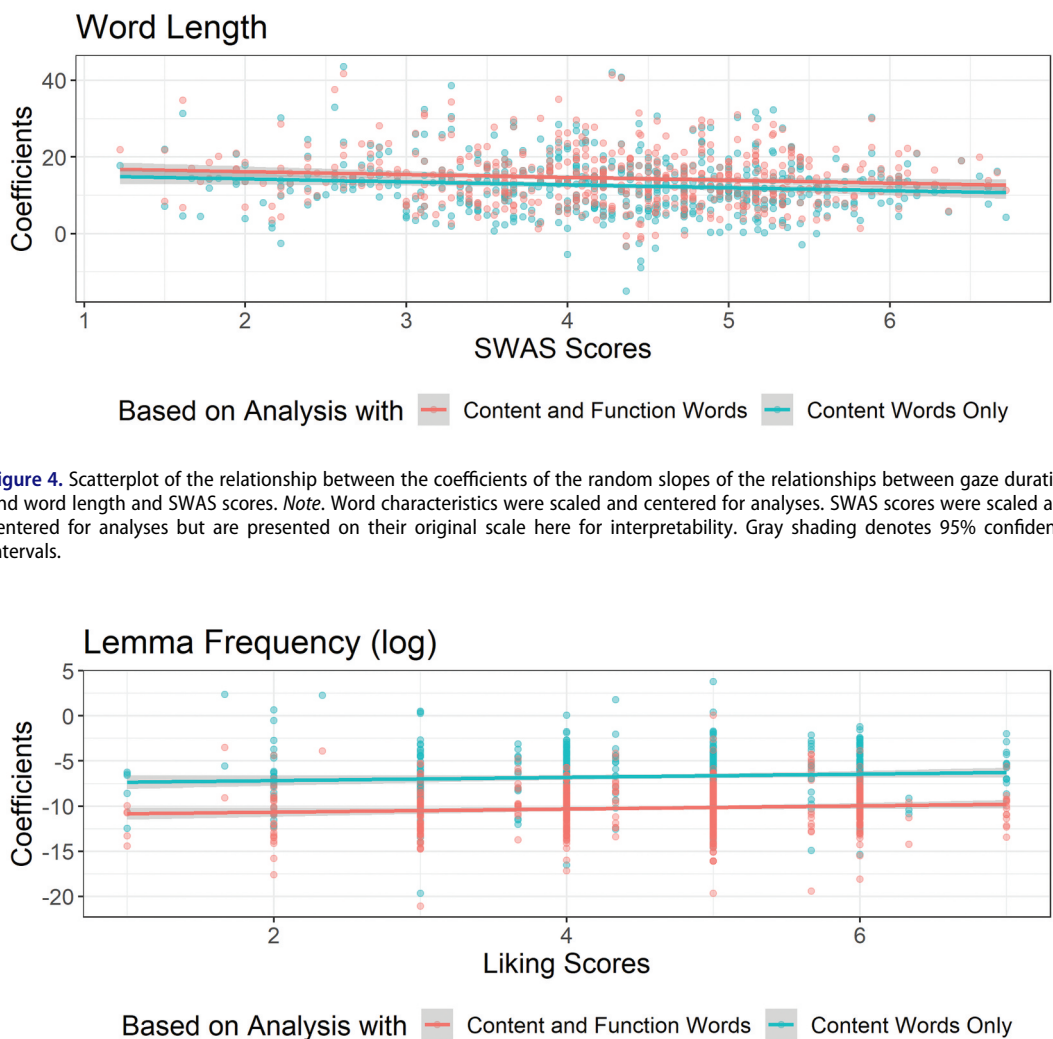 Word Length
40
20
0
Coefficients
1 2 3 4 5 6
SWAS Scores
Based on Analysis with Content and Function Words Content Words Only
igure 4. Scatterplot of the relationship between the coefficients of the random slopes of the relationships between gaze durati
nd word length and SWAS scores. Note. Word characteristics were scaled and centered for analyses. SWAS scores were scaled a
entered for analyses but are presented on their original scale here for interpretability. Gray shading denotes 95% confiden
ntervals.
Lemma Frequency (log)
5
0
-5
-10
-15
-20
Coefficients
2 4 6
Liking Scores
Based on Analysis with Content and Function Words Content Words Only